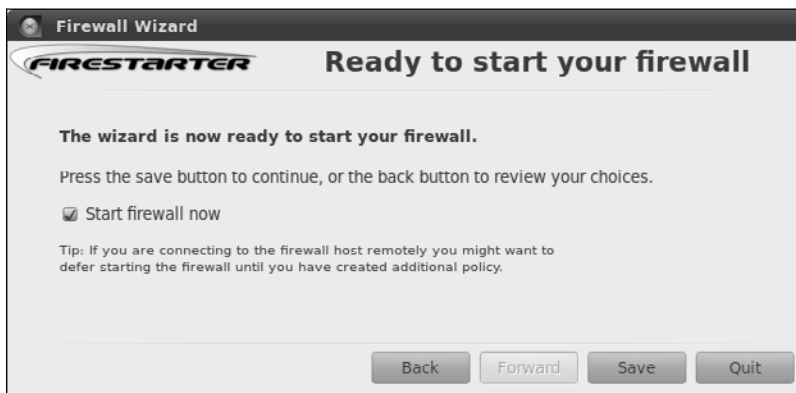 Firewall Wizard
FIRESTARTER
Ready to start your firewall
The wizard is now ready to start your firewall.
Press the save button to continue, or the back button to review your choices.
Start firewall now
Tip: If you are connecting to the firewall host remotely you might want to
defer starting the firewall until you have created additional policy.
Back
Forward
Save
Quit